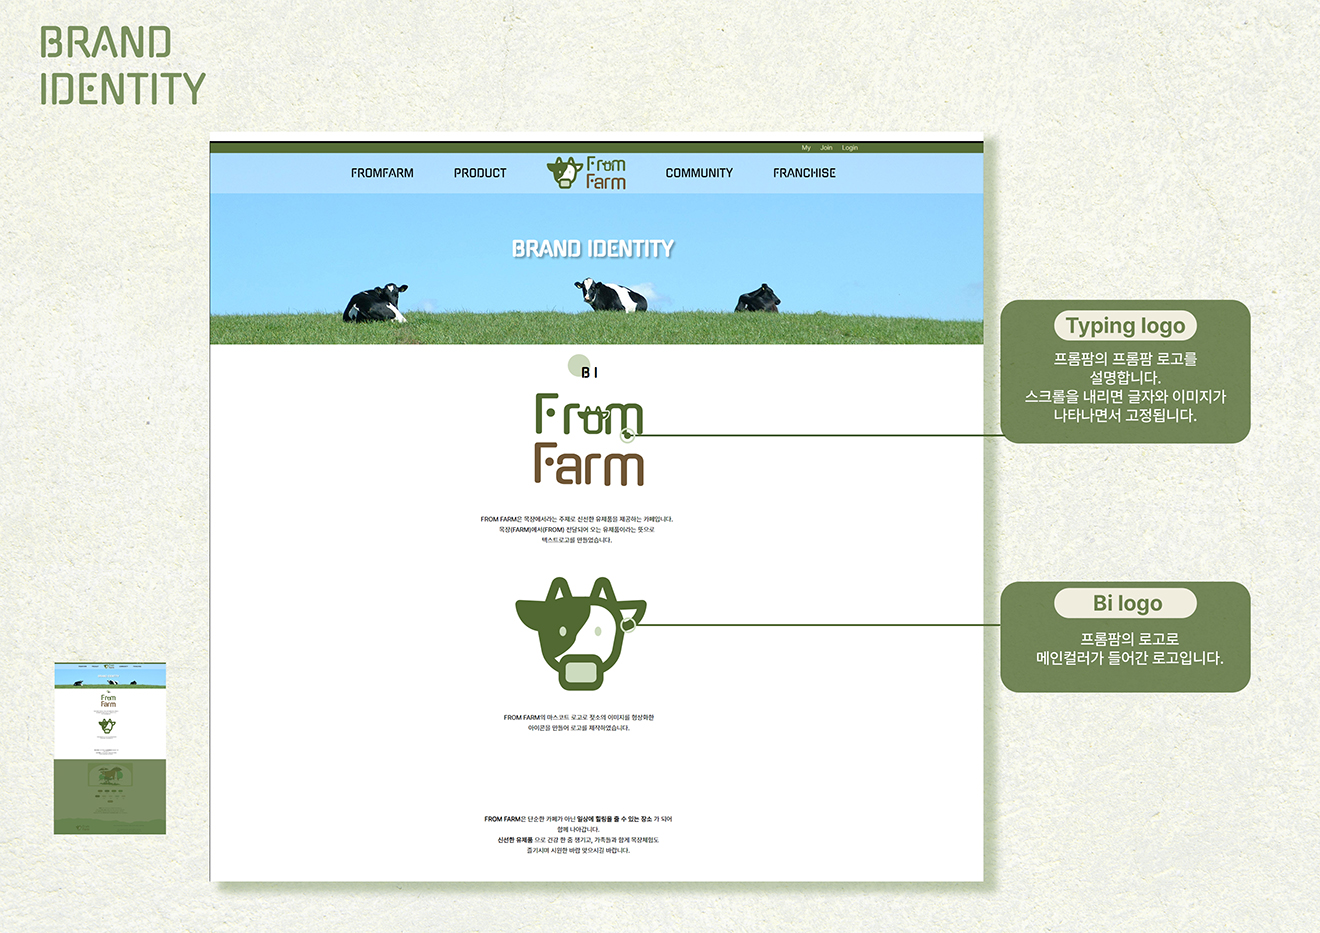 BRAND
IDENTITY
My Join Login
FROMFARM PRODUCT From Farm COMMUNITY FRANCHISE
BRAND IDENTITY
BI
From
Farm
FROM FARM은 목장에서라는 주제로 신선한 유제품을 제공하는 카페입니다.
목장(FARM)에서(FROM) 전달되어 오는 유제품이라는 뜻으로
텍스트로고를 만들었습니다.
FROM FARM의 마스코트 로고로 젖소의 이미지를 형상화한
아이콘을 만들어 로고를 제작하였습니다.
FROM FARM은 단순한 카페가 아닌 일상에 힐링을 줄 수 있는 장소 가 되어
함께 나아갑니다.
신선한 유제품 으로 건강 한 줌 챙기고, 가족들과 함께 목장체험도
즐기시며 시원한 바람 맞으시길 바랍니다.
Typing logo
프롬팜의 프롬팜 로고를
설명합니다.
스크롤을 내리면 글자와 이미지가
나타나면서 고정됩니다.
Bi logo
프롬팜의 로고로
메인컬러가 들어간 로고입니다.